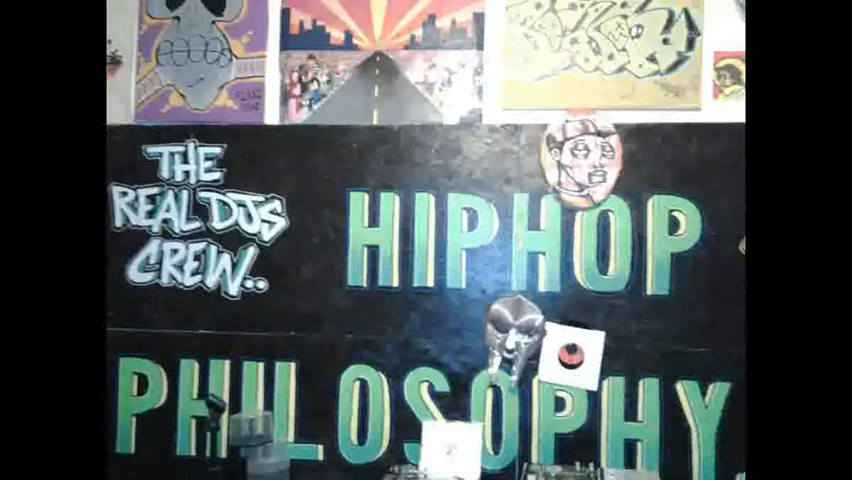 THE
REAL DJS
CREW..
HIPHOP
PHILOSOPHY.